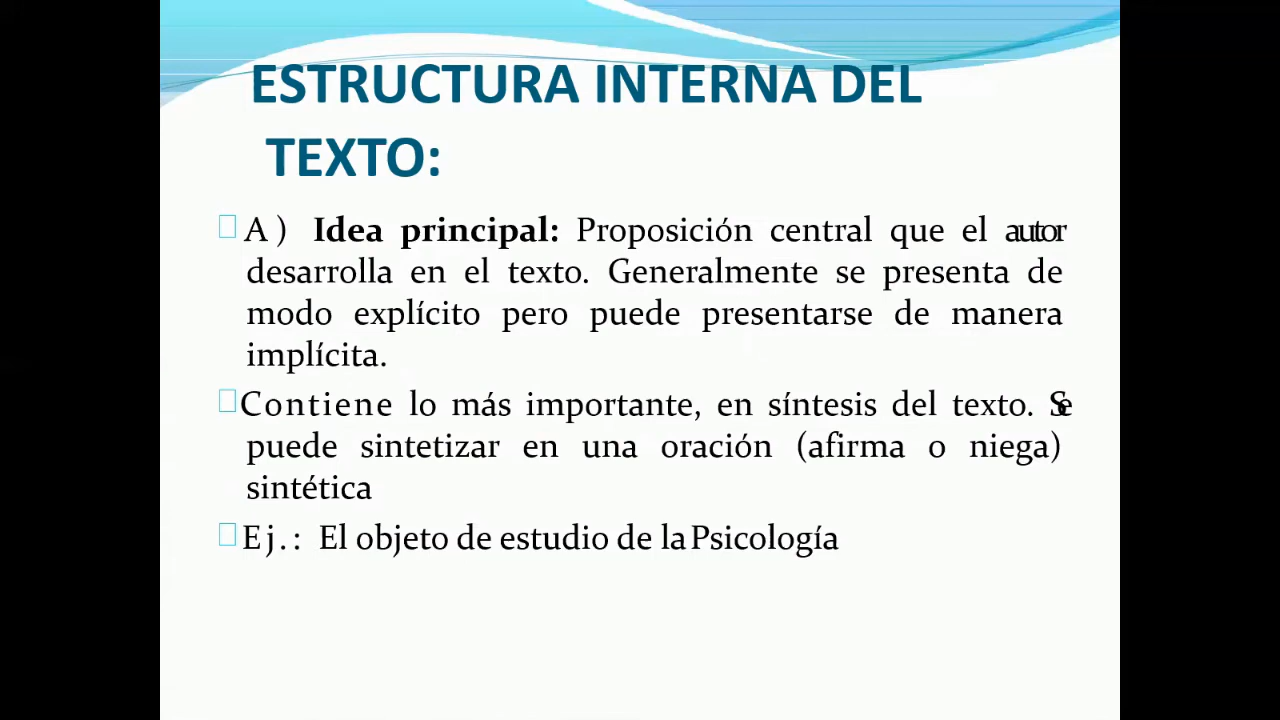 ESTRUCTURA INTERNA DEL
TEXTO:
A) Idea principal: Proposición central que el autor
desarrolla en el texto. Generalmente se presenta de
modo explícito pero puede presentarse de manera
implícita.
Contiene lo más importante, en síntesis del texto. Se
puede sintetizar en una oración (afirma o niega)
sintética
Ej.: El objeto de estudio de la Psicología